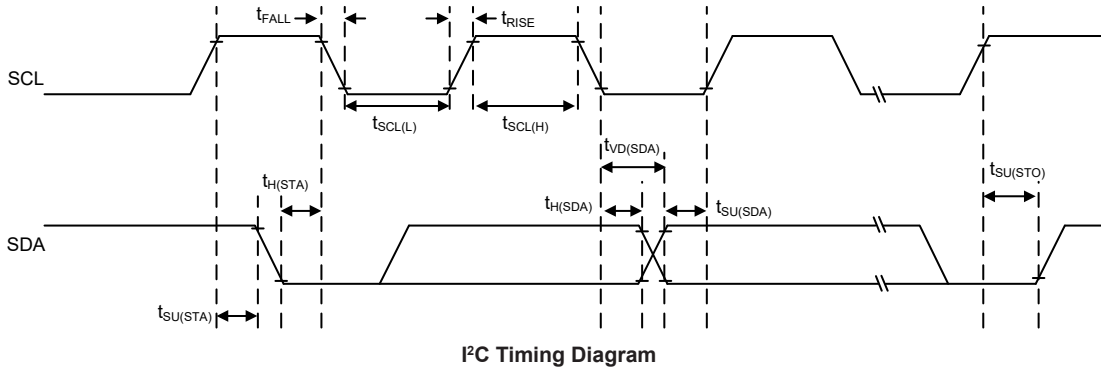 tFALL
tRISE
SCL
tSCL(L)
tSCL(H)
tVD(SDA)
tH(STA)
tH(SDA)
tSU(SDA)
tSU(STO)
SDA
tSU(STA)
I²C Timing Diagram